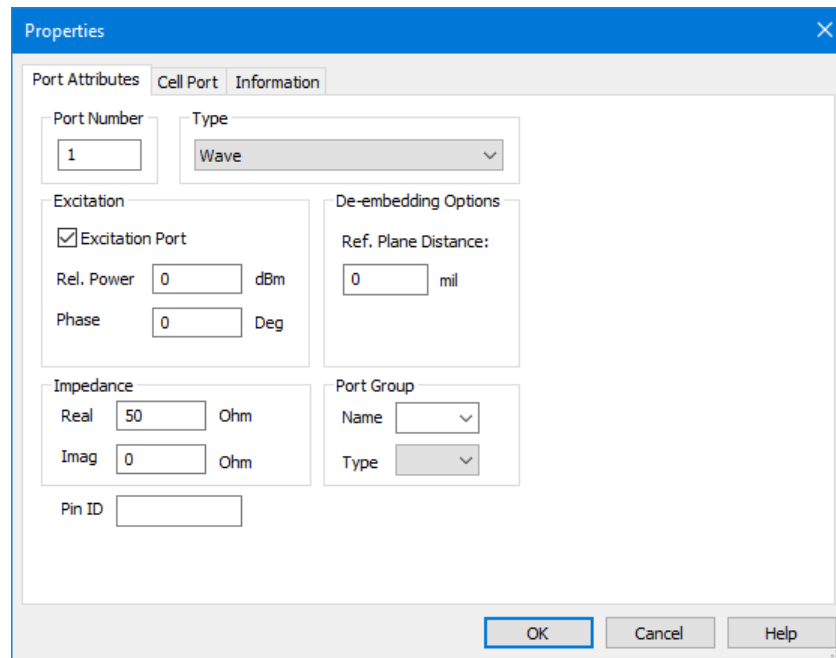 Properties
Port Attributes Cell Port Information
Port Number
1
Type
Wave
Excitation
Excitation Port
Rel. Power 0 dBm
Phase 0 Deg
De-embedding Options
Ref. Plane Distance:
0 mil
Impedance
Real 50 Ohm
Imag 0 Ohm
Port Group
Name
Type
Pin ID
OK Cancel Help